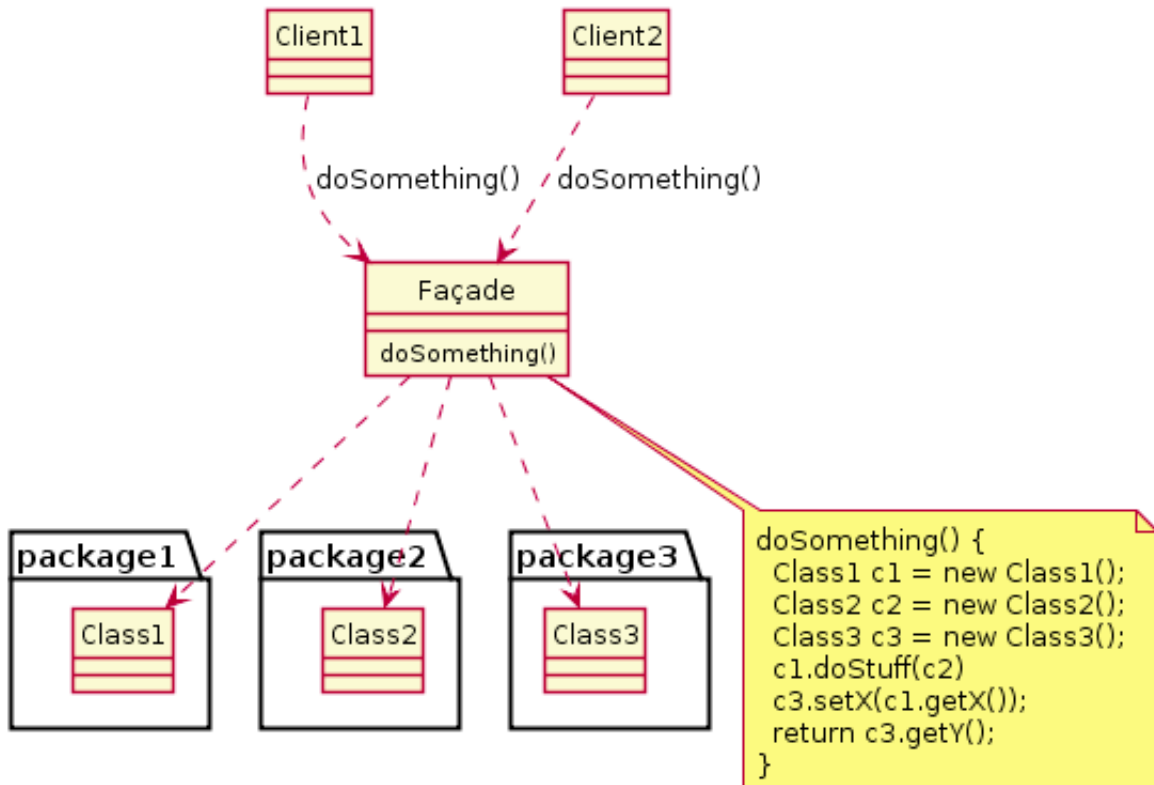 Client1
Client2
doSomething()
doSomething()
Façade
doSomething()
package1
package2
package3
Class1
Class2
Class3
doSomething() {
Class1 c1 = new Class1();
Class2 c2 = new Class2();
Class3 c3 = new Class3();
c1.doStuff(c2)
c3.setX(c1.getX());
return c3.getY();
}